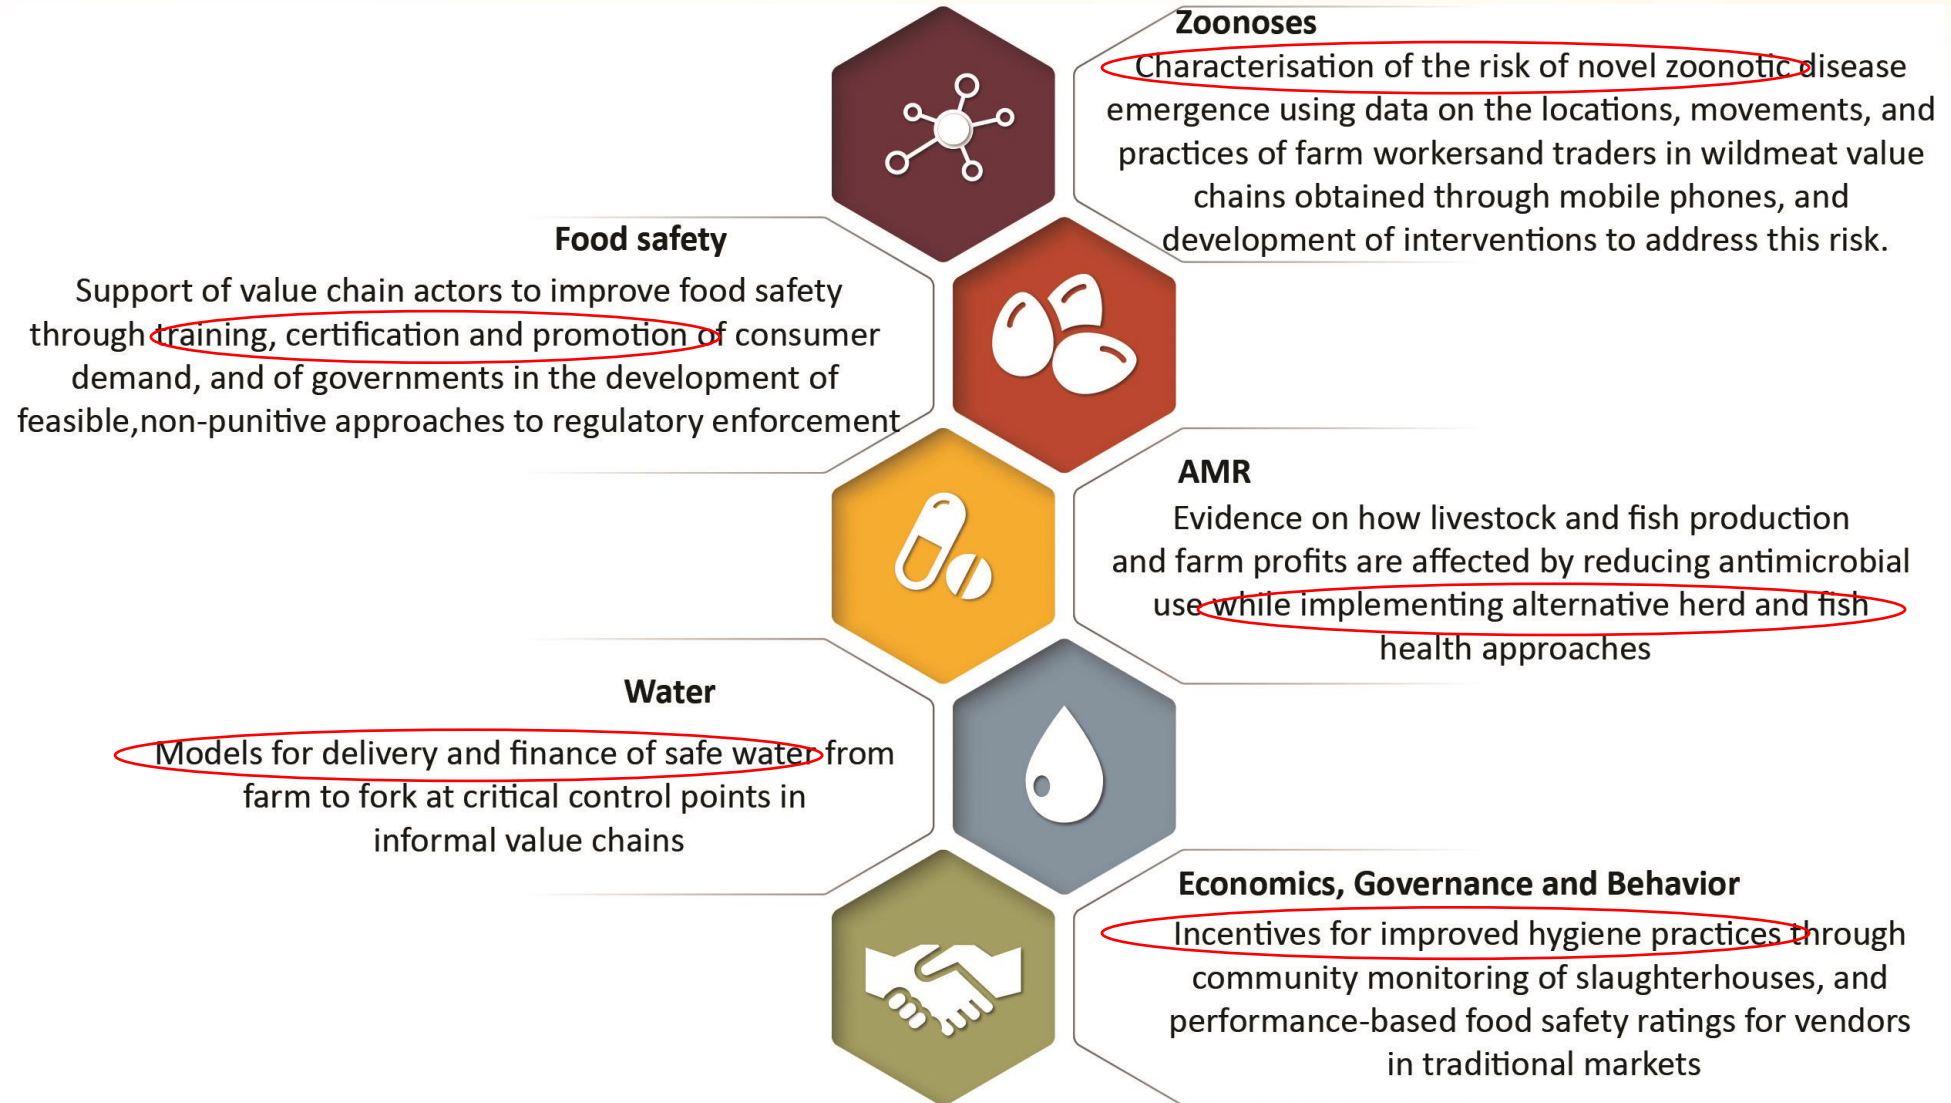 Zoonoses
Characterisation of the risk of novel zoonotic disease
emergence using data on the locations, movements, and
practices of farm workersand traders in wildmeat value
chains obtained through mobile phones, and
development of interventions to address this risk.
Food safety
Support of value chain actors to improve food safety
through training, certification and promotion of consumer
demand, and of governments in the development of
feasible,non-punitive approaches to regulatory enforcement
AMR
Evidence on how livestock and fish production
and farm profits are affected by reducing antimicrobial
use while implementing alternative herd and fish
health approaches
Water
Models for delivery and finance of safe water from
farm to fork at critical control points in
informal value chains
Economics, Governance and Behavior
Incentives for improved hygiene practices through
community monitoring of slaughterhouses, and
performance-based food safety ratings for vendors
in traditional markets